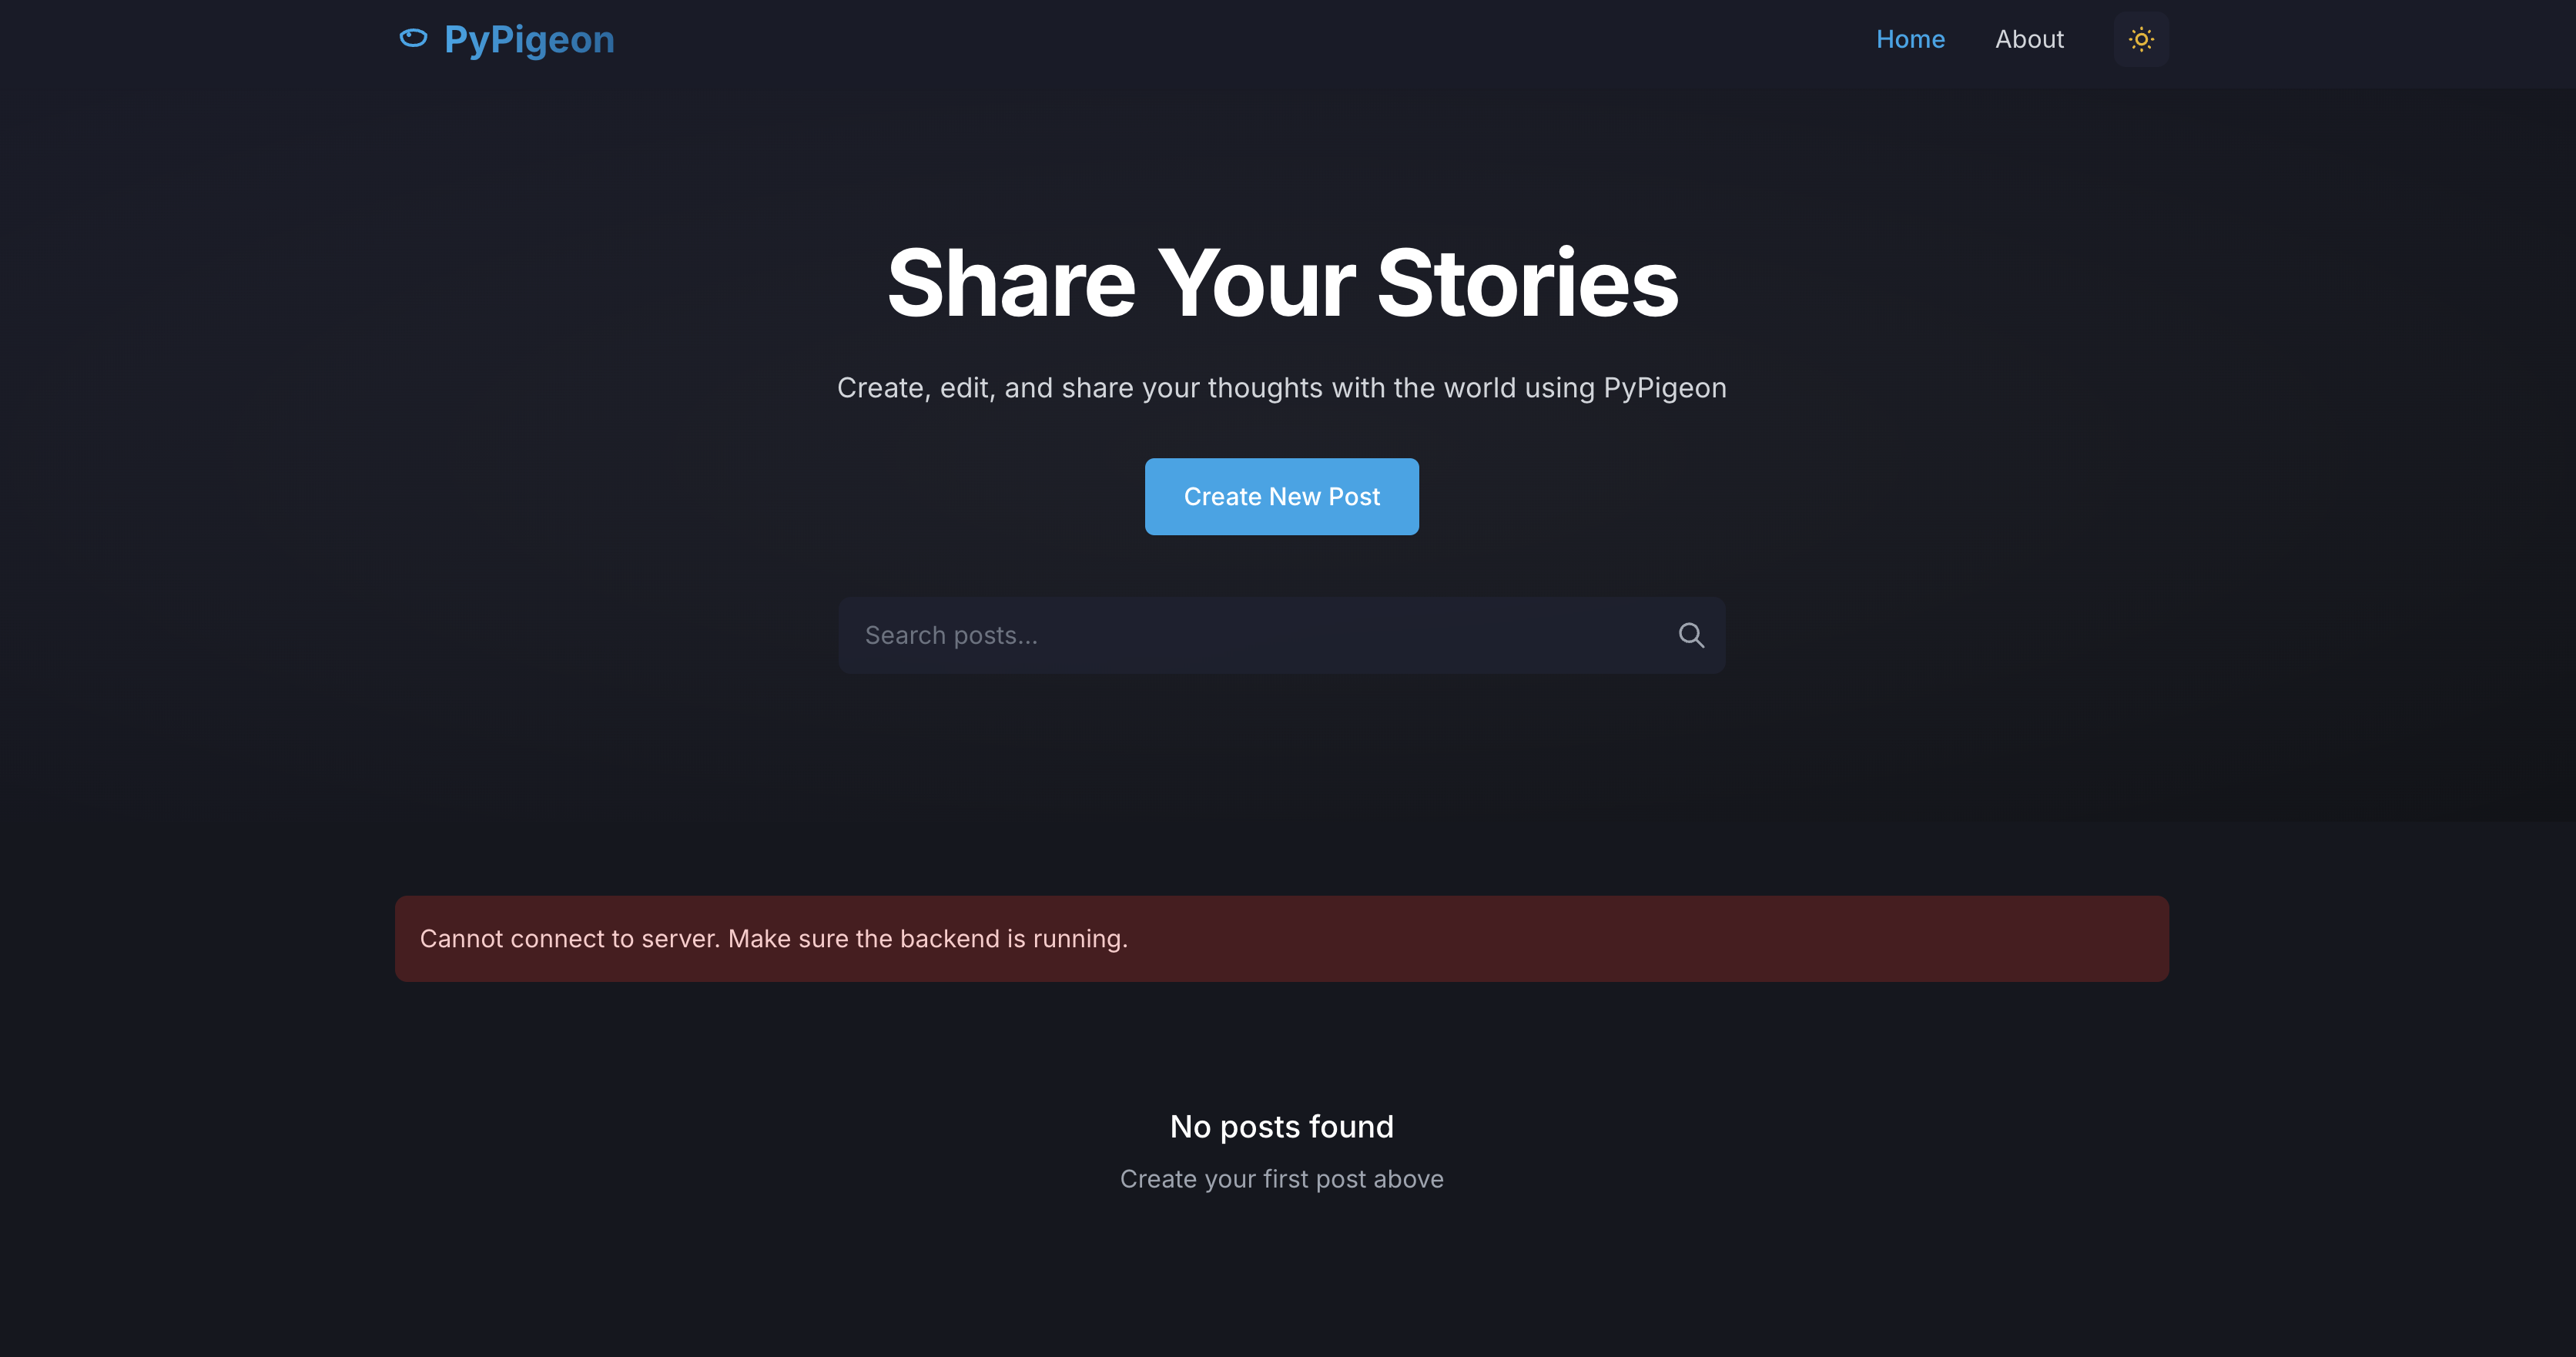 PyPigeon
Home
About
Share Your Stories
Create, edit, and share your thoughts with the world using PyPigeon
Create New Post
Search posts...
Cannot connect to server. Make sure the backend is running.
No posts found
Create your first post above